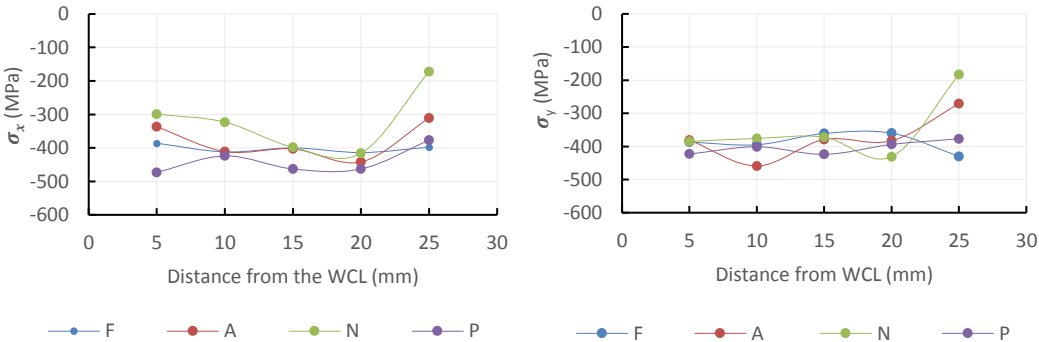 0
-100
-200
-300
-400
-500
-600
σx (MPa)
0 5 10 15 20 25 30
Distance from the WCL (mm)
F A N P
0
-100
-200
-300
-400
-500
-600
σy (MPa)
0 5 10 15 20 25 30
Distance from WCL (mm)
F A N P